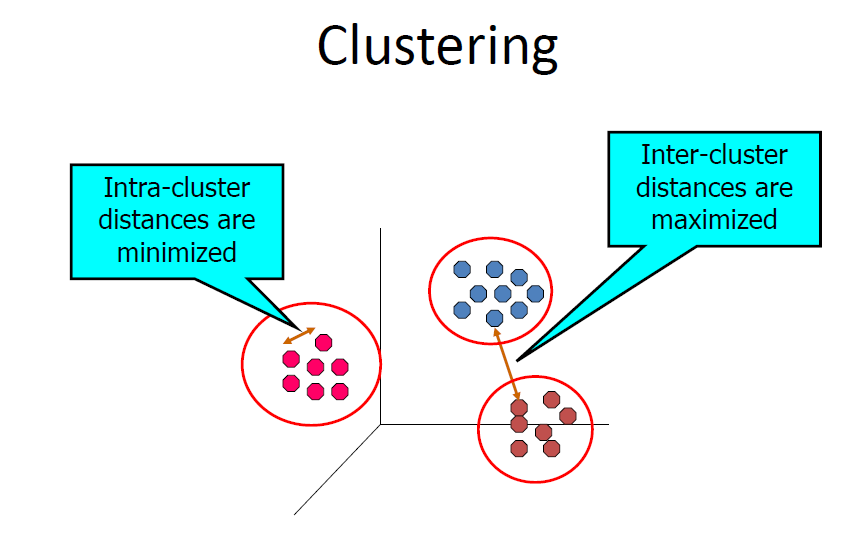 Clustering
Intra-cluster
distances are
minimized
Inter-cluster
distances are
maximized